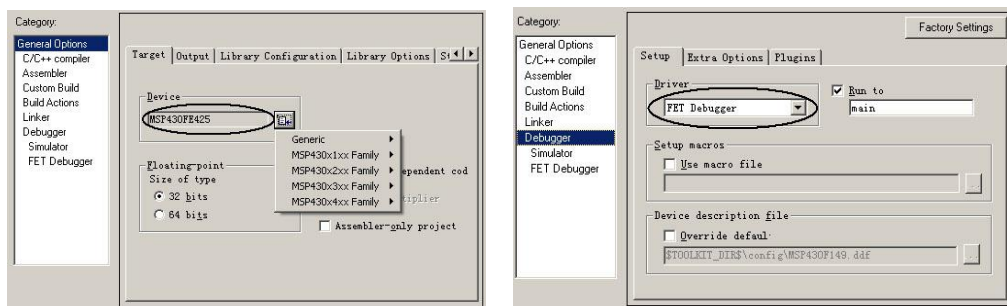 Category:
General Options
C/C++ compiler
Assembler
Custom Build
Build Actions
Linker
Debugger
Simulator
FET Debugger
Target Output Library Configuration Library Options
Device
MSP430FE425
Generic
MSP430x1xx Family
MSP430x2xx Family
MSP430x3xx Family
MSP430x4xx Family
Floating-point
Size of type
32 bits
64 bits
ependent cod
tiplier
Assembler-only project
Category:
Factory Settings
General Options
C/C++ compiler
Assembler
Custom Build
Build Actions
Linker
Debugger
Simulator
FET Debugger
Setup Extra Options Plugins
Driver
FET Debugger
Run to
main
Setup macros
Use macro file
...
Device description file
Override defaul
$TOOLKIT_DIR$\config\MSP430F149.ddf
...